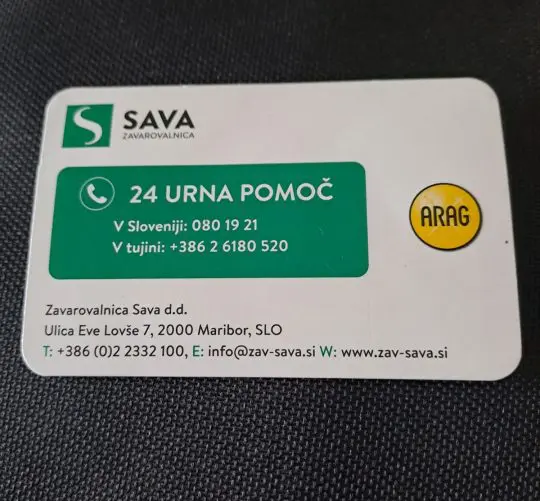 SAVA
ZAVAROVALNICA
24 URNA POMOČ
V Sloveniji: 080 19 21
V tujini: +386 2 6180 520
ARAG
Zavarovalnica Sava d.d.
Ulica Eve Lovše 7, 2000 Maribor, SLO
T: +386 (0)2 2332 100, E: info@zav-sava.si W: www.zav-sava.si